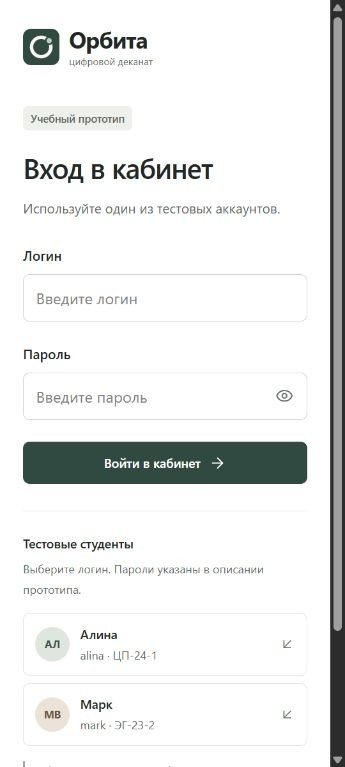 Орбита
цифровой деканат
Учебный прототип
Вход в кабинет
Используйте один из тестовых аккаунтов.
Логин
Введите логин
Пароль
Введите пароль
Войти в кабинет
Тестовые студенты
Выберите логин. Пароли указаны в описании
прототипа.
АЛ
Алина
alina · ЦП-24-1
МВ
Марк
mark · ЭГ-23-2